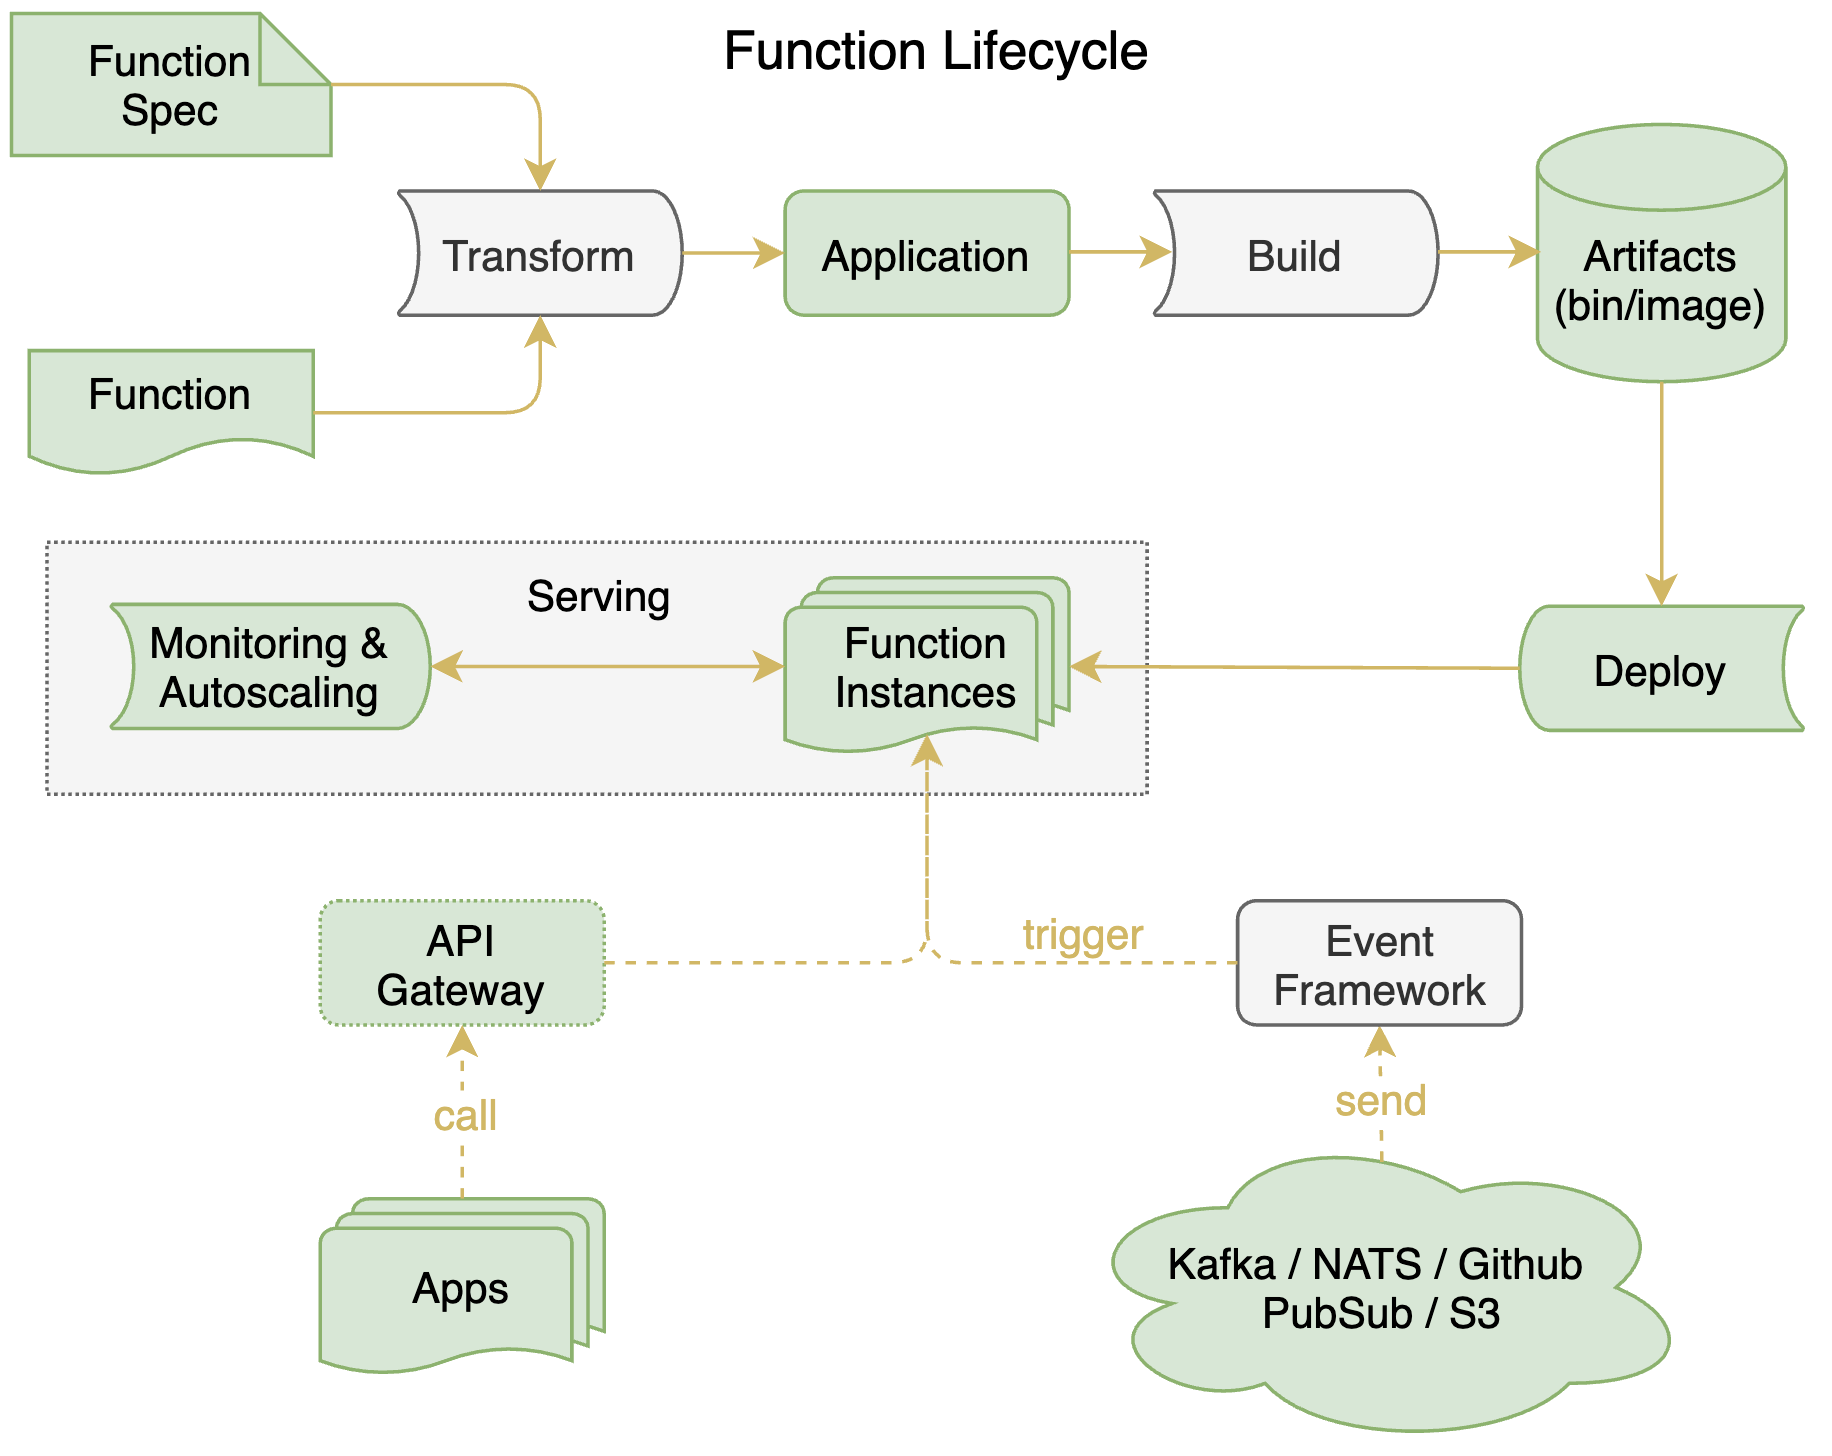 Function Lifecycle
Function
Spec
Transform
Application
Build
Artifacts
(bin/image)
Function
Serving
Monitoring &
Autoscaling
Function
Instances
Deploy
API
Gateway
trigger
Event
Framework
call
send
Apps
Kafka / NATS / Github
PubSub / S3